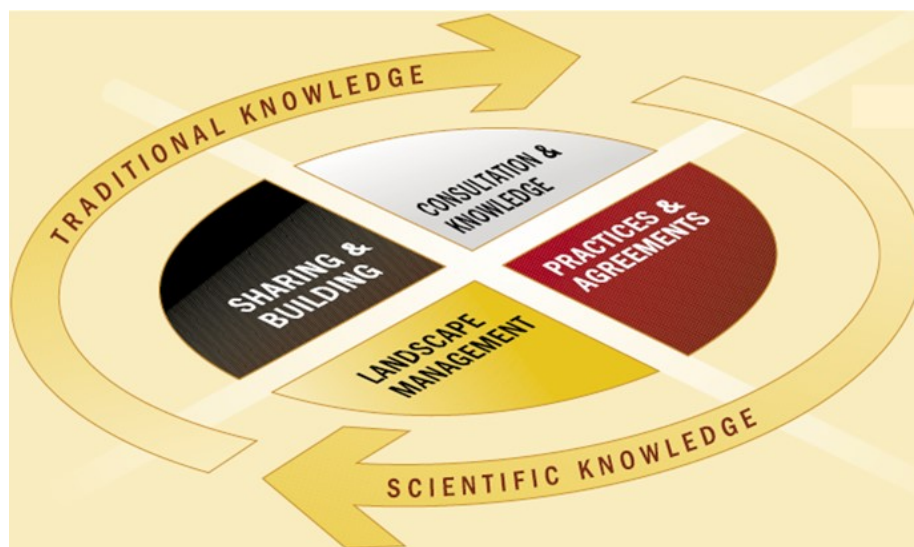 TRADITIONAL KNOWLEDGE
CONSULTATION &
KNOWLEDGE
PRACTICES &
AGREEMENTS
SHARING &
BUILDING
LANDSCAPE
MANAGEMENT
SCIENTIFIC KNOWLEDGE